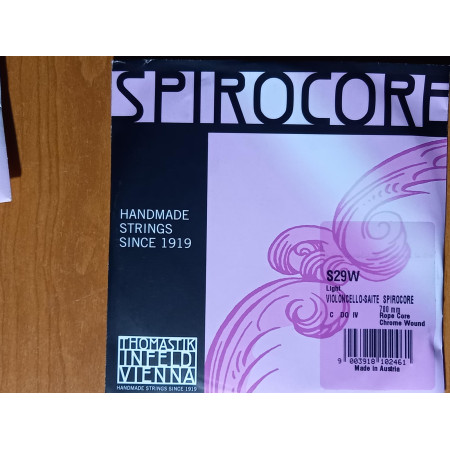 SPIROCORE
HANDMADE
STRINGS
SINCE 1919
S29W
Light
VIOLONCELLO-SAITE SPIROCORE
700 mm
C DO IV Rope Core
Chrome Wound
9 003918 102461
Made in Austria
THOMASTIK
INFELD
VIENNA
HANDMADE STRINGS SINCE 1919